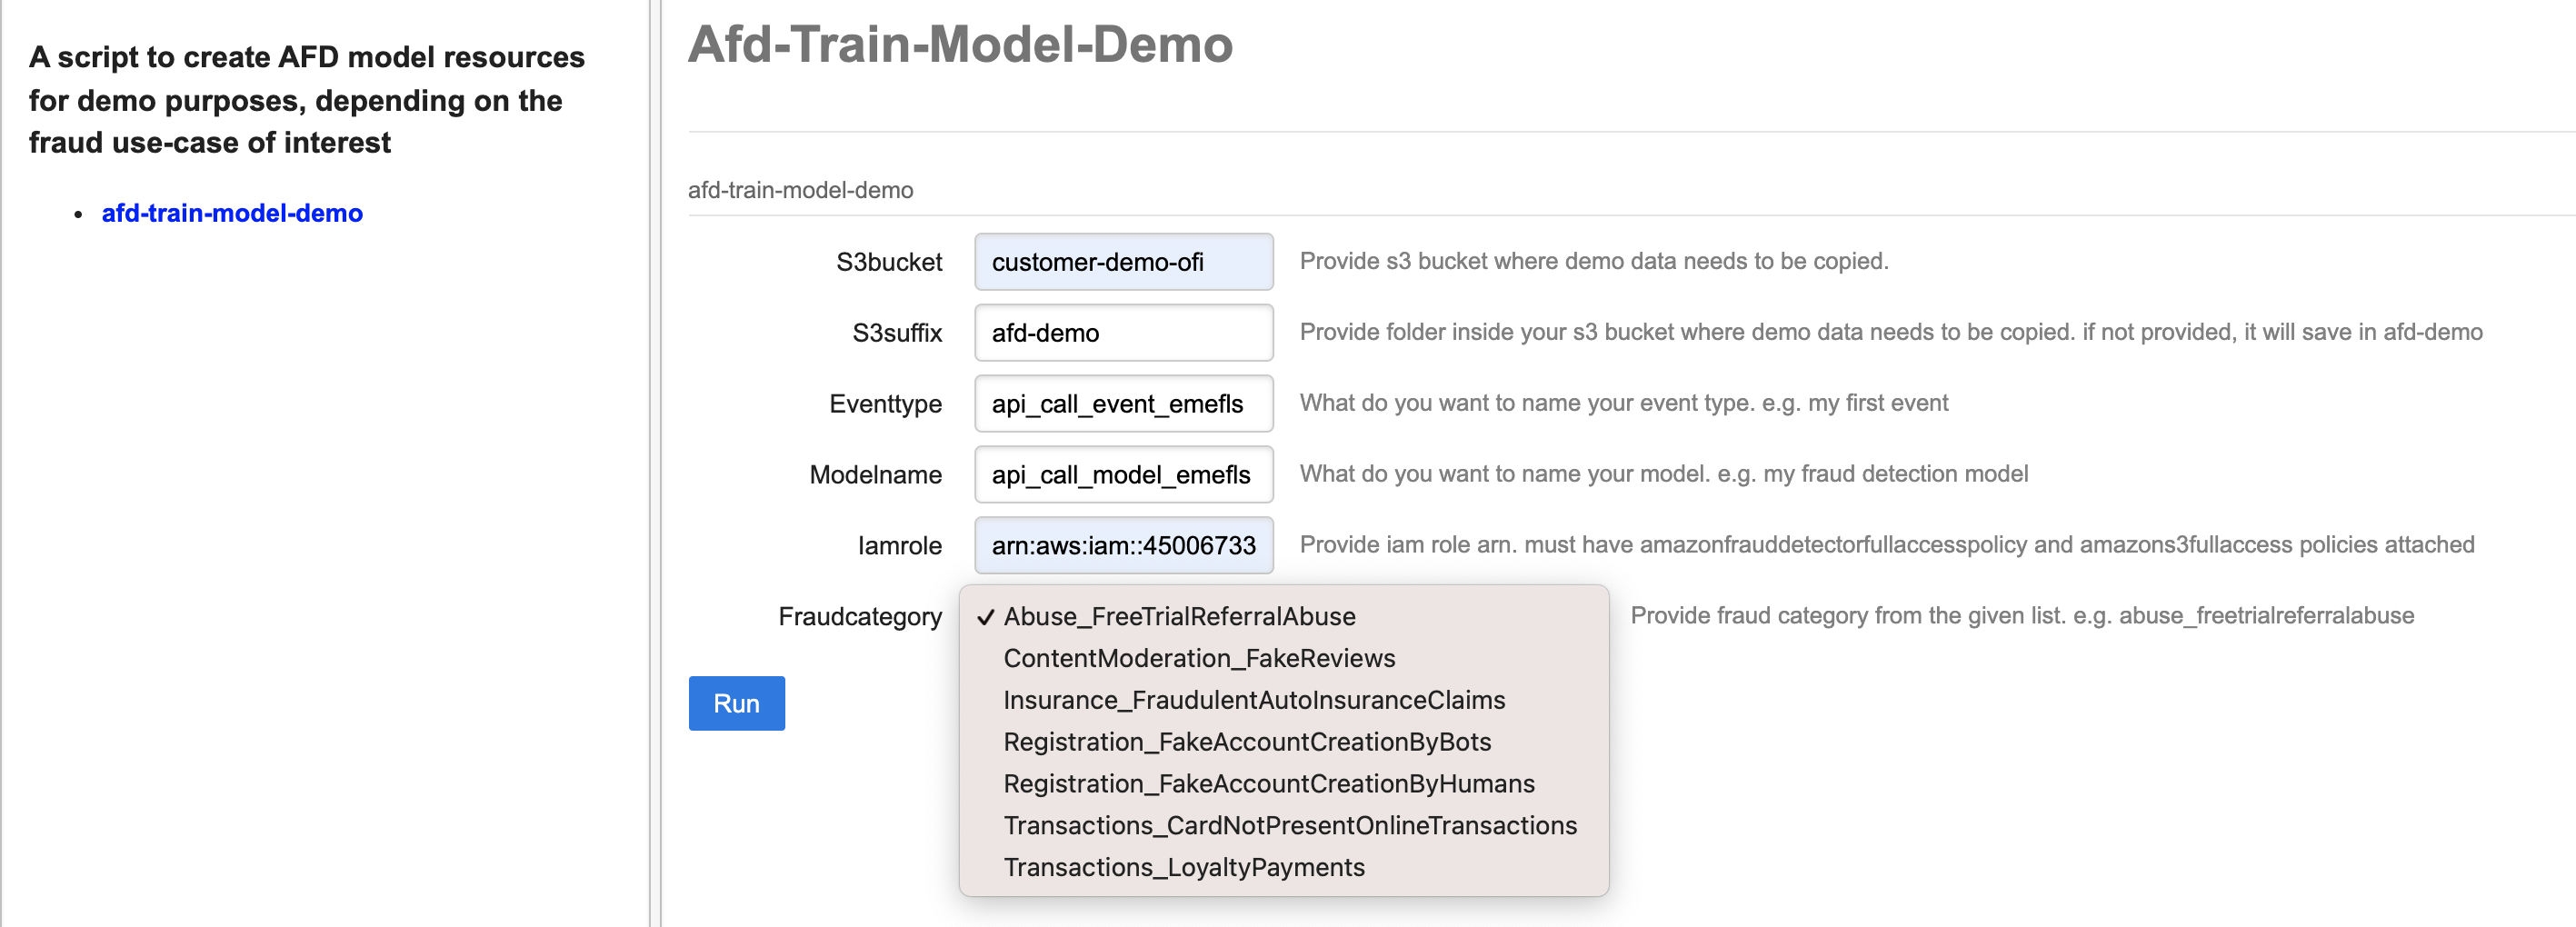 A script to create AFD model resources
for demo purposes, depending on the
fraud use-case of interest
• afd-train-model-demo
Afd-Train-Model-Demo
afd-train-model-demo
S3bucket customer-demo-ofi Provide s3 bucket where demo data needs to be copied.
S3suffix afd-demo Provide folder inside your s3 bucket where demo data needs to be copied. if not provided, it will save in afd-demo
Eventtype api_call_event_emefls What do you want to name your event type. e.g. my first event
Modelname api_call_model_emefls What do you want to name your model. e.g. my fraud detection model
Iamrole arn:aws:iam::45006733 Provide iam role arn. must have amazonfrauddetectorfullaccesspolicy and amazons3fullaccess policies attached
Fraudcategory ✓ Abuse_FreeTrialReferralAbuse Provide fraud category from the given list. e.g. abuse_freetrialreferralabuse
ContentModeration_FakeReviews
Insurance_FraudulentAutoInsuranceClaims
Run
Registration_FakeAccountCreationByBots
Registration_FakeAccountCreationByHumans
Transactions_CardNotPresentOnlineTransactions
Transactions_LoyaltyPayments